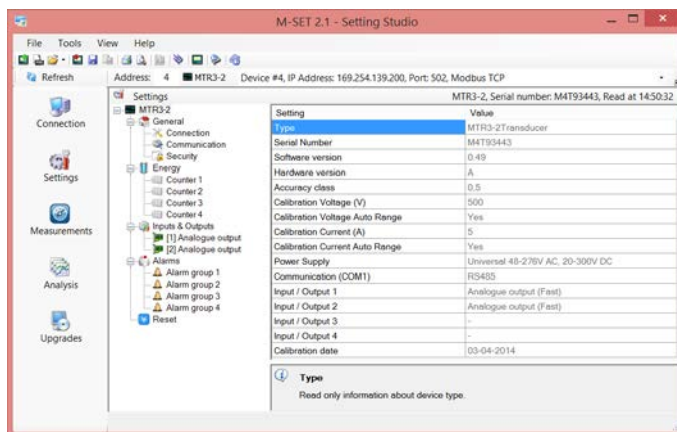 M-SET 2.1 - Setting Studio
File Tools View Help
Refresh Address: 4 MTR3-2 Device #4, IP Address: 169.254.139.200, Port: 502, Modbus TCP
Settings MTR3-2, Serial number: M4T93443, Read at 14:50:32
Connection
Settings
Measurements
Analysis
Upgrades
MTR3-2
General
Connection
Communication
Security
Energy
Counter 1
Counter 2
Counter 3
Counter 4
Inputs & Outputs
[1] Analogue output
[2] Analogue output
Alarms
Alarm group 1
Alarm group 2
Alarm group 3
Alarm group 4
Reset
Setting Value
Type MTR3-2Transducer
Serial Number M4T93443
Software version 0.49
Hardware version A
Accuracy class 0.5
Calibration Voltage (V) 500
Calibration Voltage Auto Range Yes
Calibration Current (A) 5
Calibration Current Auto Range Yes
Power Supply Universal 48-276V AC, 20-300V DC
Communication (COM1) RS485
Input / Output 1 Analogue output (Fast)
Input / Output 2 Analogue output (Fast)
Input / Output 3 -
Input / Output 4 -
Calibration date 03-04-2014
Type
Read only information about device type.